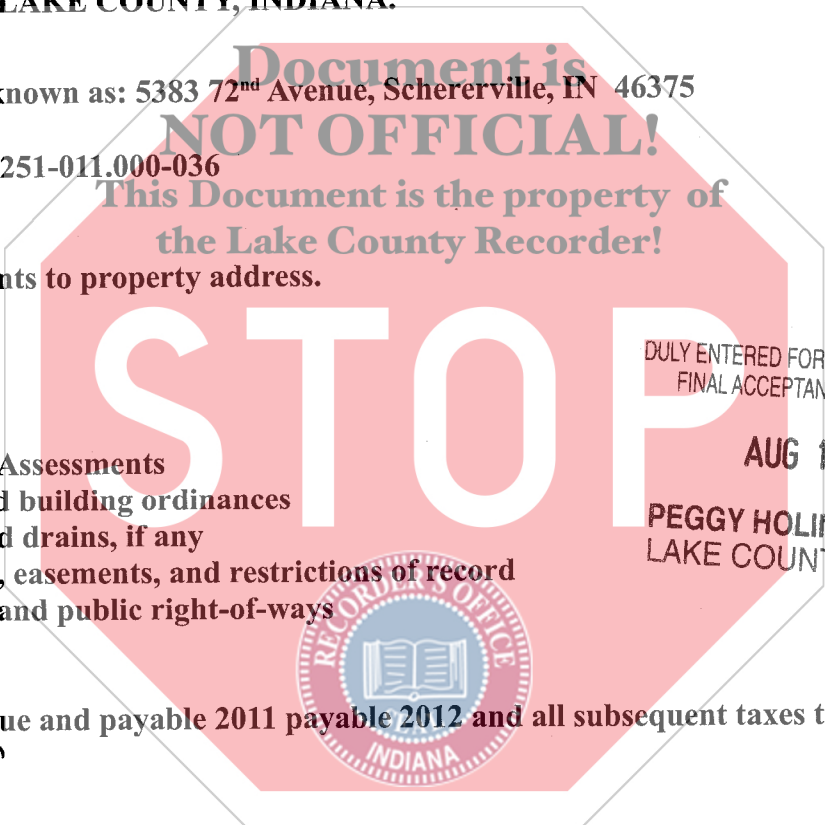 LAKE COUNTY, INDIANA.
Document is
known as: 5383 72nd Avenue, Schererville, IN 46375
NOT OFFICIAL!
251-011.000-036
This Document is the property of
the Lake County Recorder!
nts to property address.
STOP
DULY ENTERED FOR
FINAL ACCEPTAN
AUG 1
Assessments
d building ordinances
PEGGY HOLI
d drains, if any
LAKE COUNT
, easements, and restrictions of record
and public right-of-ways
RECORDER'S OFFICE
SEAL
INDIANA
ue and payable 2011 payable 2012 and all subsequent taxes t